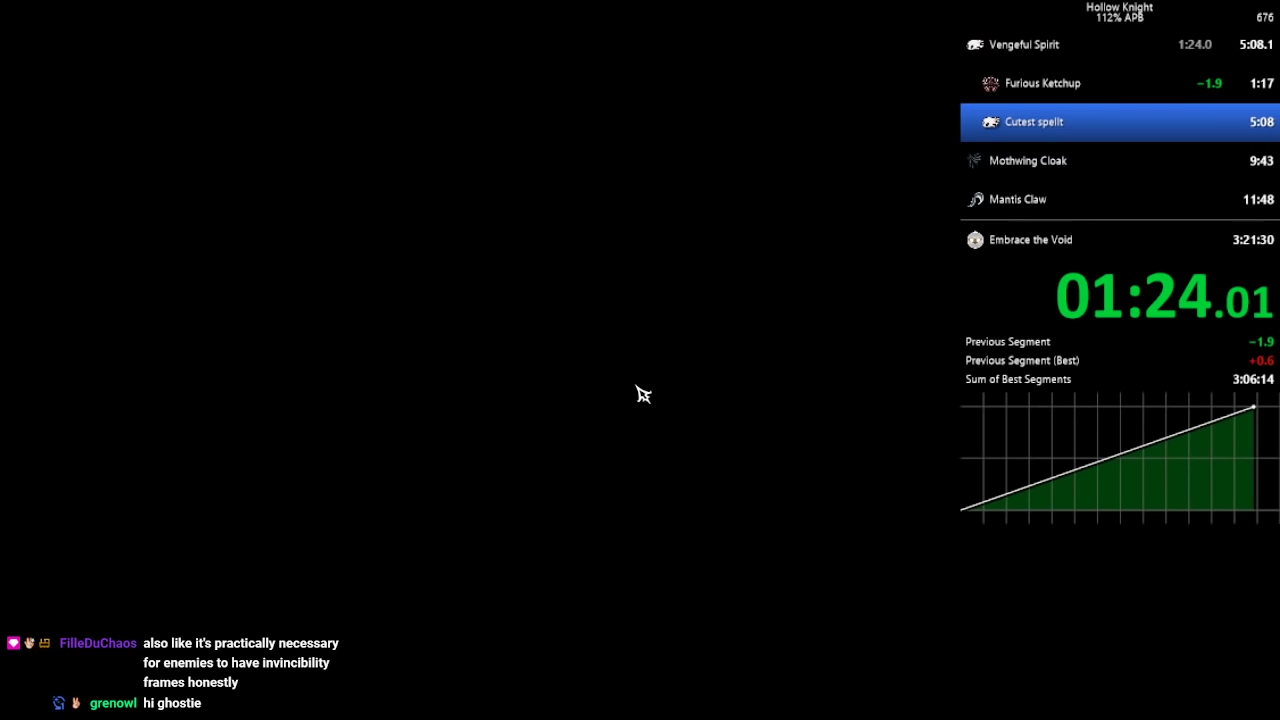 Hollow Knight
112% APB 676
Vengeful Spirit 1:24.0 5:08.1
Furious Ketchup −1.9 1:17
Cutest spellt 5:08
Mothwing Cloak 9:43
Mantis Claw 11:48
Embrace the Void 3:21:30
01:24.01
Previous Segment −1.9
Previous Segment (Best) +0.6
Sum of Best Segments 3:06:14
FilleDuChaos also like it's practically necessary
for enemies to have invincibility
frames honestly
grenowl hi ghostie